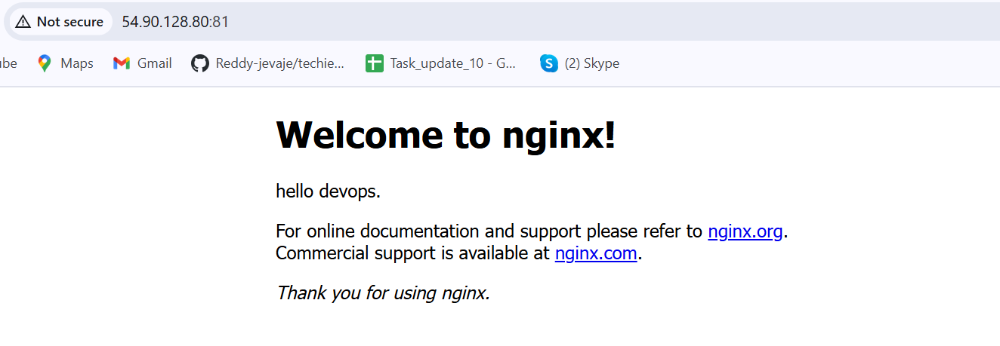 Not secure 54.90.128.80:81
ube Maps Gmail Reddy-jevaje/techie... Task_update_10 - G... (2) Skype
Welcome to nginx!
hello devops.
For online documentation and support please refer to nginx.org.
Commercial support is available at nginx.com.
Thank you for using nginx.